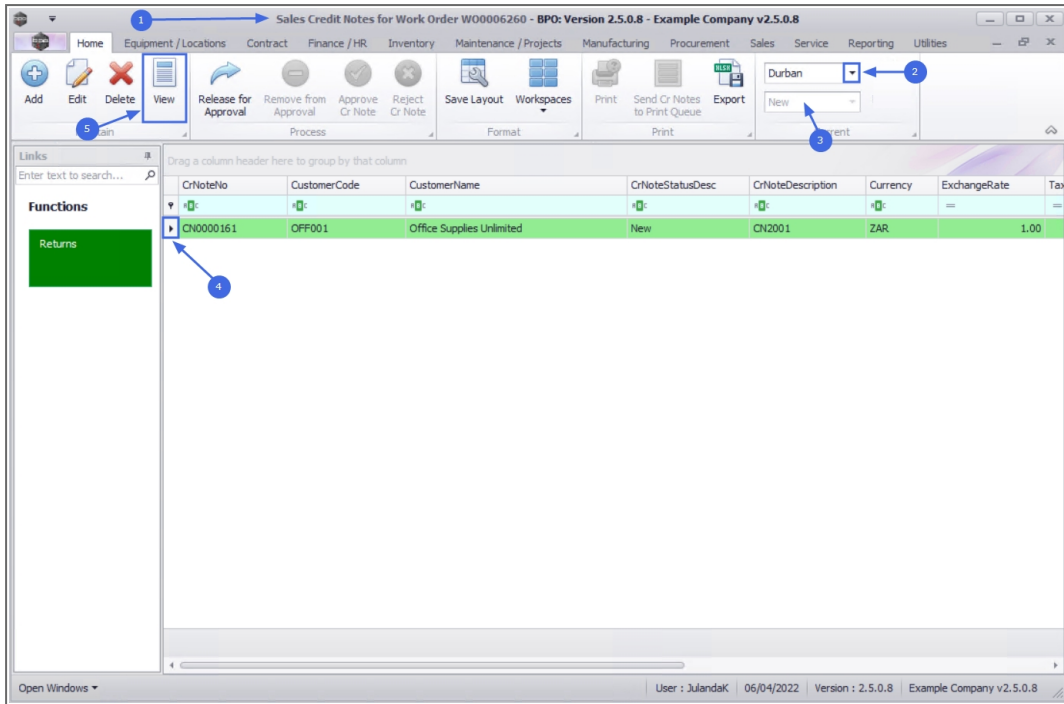 1
Sales Credit Notes for Work Order WO0006260 - BPO: Version 2.5.0.8 - Example Company v2.5.0.8
Home Equipment / Locations Contract Finance / HR Inventory Maintenance / Projects Manufacturing Procurement Sales Service Reporting Utilities
Add Edit Delete View Release for Approval Remove from Approval Approve Cr Note Reject Cr Note Save Layout Workspaces Print Send Cr Notes to Print Queue Export
XLSX
Durban
2
New
3
5
Process Format Print
Links
Enter text to search...
Functions
Returns
Drag a column header here to group by that column
CrNoteNo CustomerCode CustomerName CrNoteStatusDesc CrNoteDescription Currency ExchangeRate Tax
CN0000161 OFF001 Office Supplies Unlimited New CN2001 ZAR 1.00
4
Open Windows
User : JulandaK 06/04/2022 Version : 2.5.0.8 Example Company v2.5.0.8